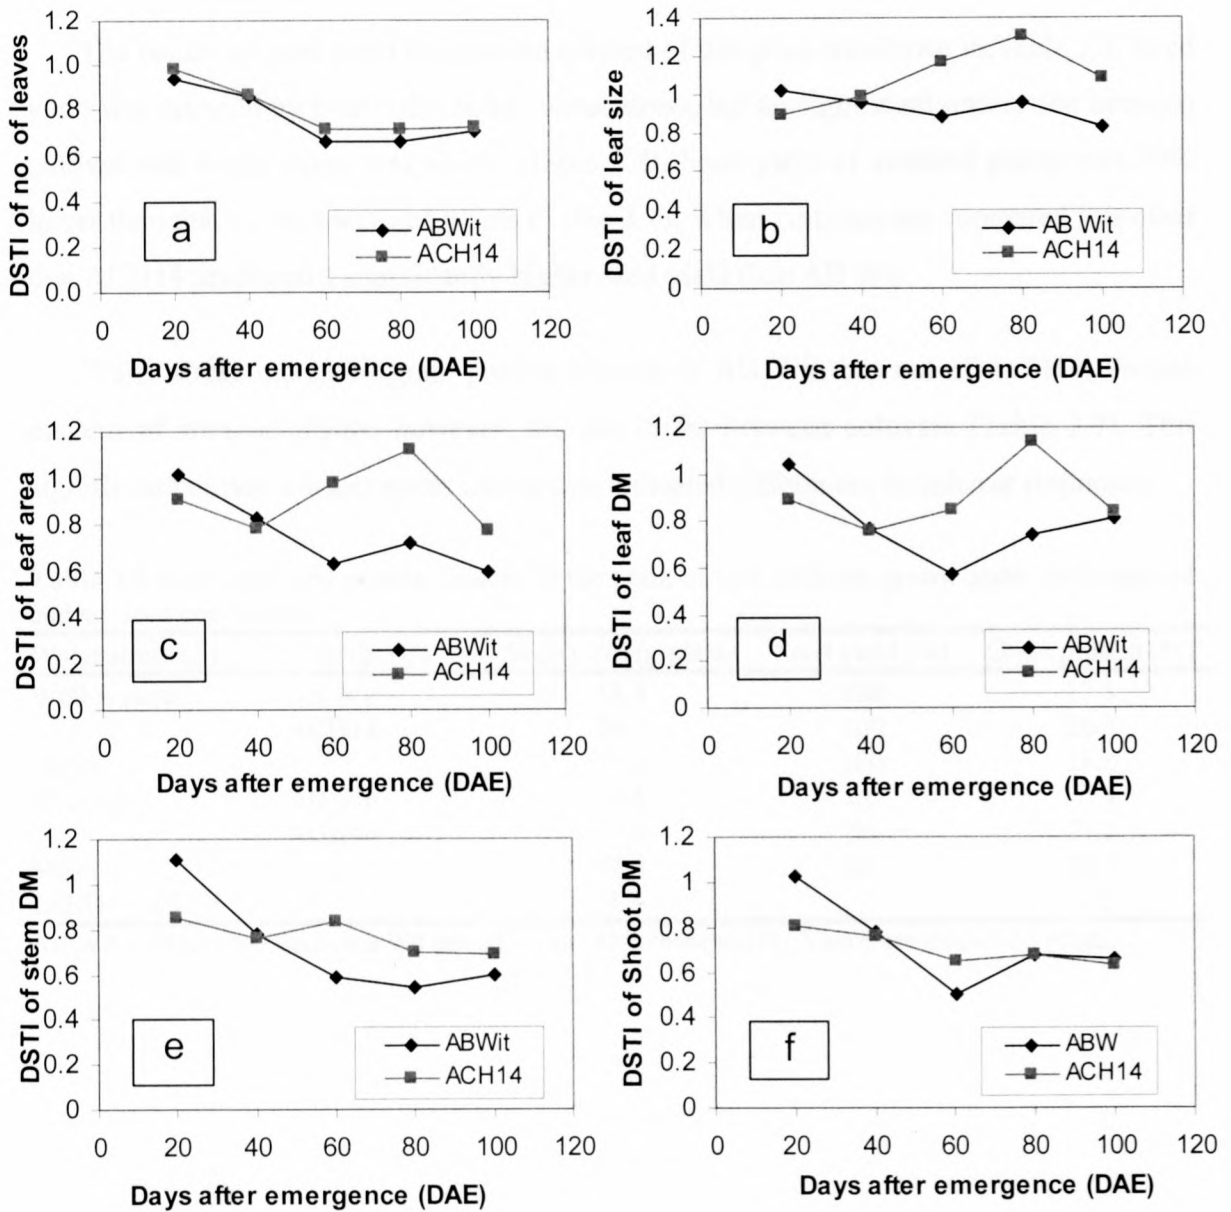 DSTI of no. of leaves
1.2
1.0
0.8
0.6
0.4
0.2
0.0
a
ABWit
ACH14
0 20 40 60 80 100 120
Days after emergence (DAE)
DSTI of leaf size
1.4
1.2
1
0.8
0.6
0.4
0.2
0
b
ABWit
ACH14
0 20 40 60 80 100 120
Days after emergence (DAE)
DSTI of Leaf area
1.2
1.0
0.8
0.6
0.4
0.2
0.0
c
ABWit
ACH14
0 20 40 60 80 100 120
Days after emergence (DAE)
DSTI of leaf DM
1.2
1
0.8
0.6
0.4
0.2
0
d
ABWit
ACH14
0 20 40 60 80 100 120
Days after emergence (DAE)
DSTI of stem DM
1.2
1
0.8
0.6
0.4
0.2
0
e
ABWit
ACH14
0 20 40 60 80 100 120
Days after emergence (DAE)
DSTI of Shoot DM
1.2
1
0.8
0.6
0.4
0.2
0
f
ABW
ACH14
0 20 40 60 80 100 120
Days after emergence (DAE)